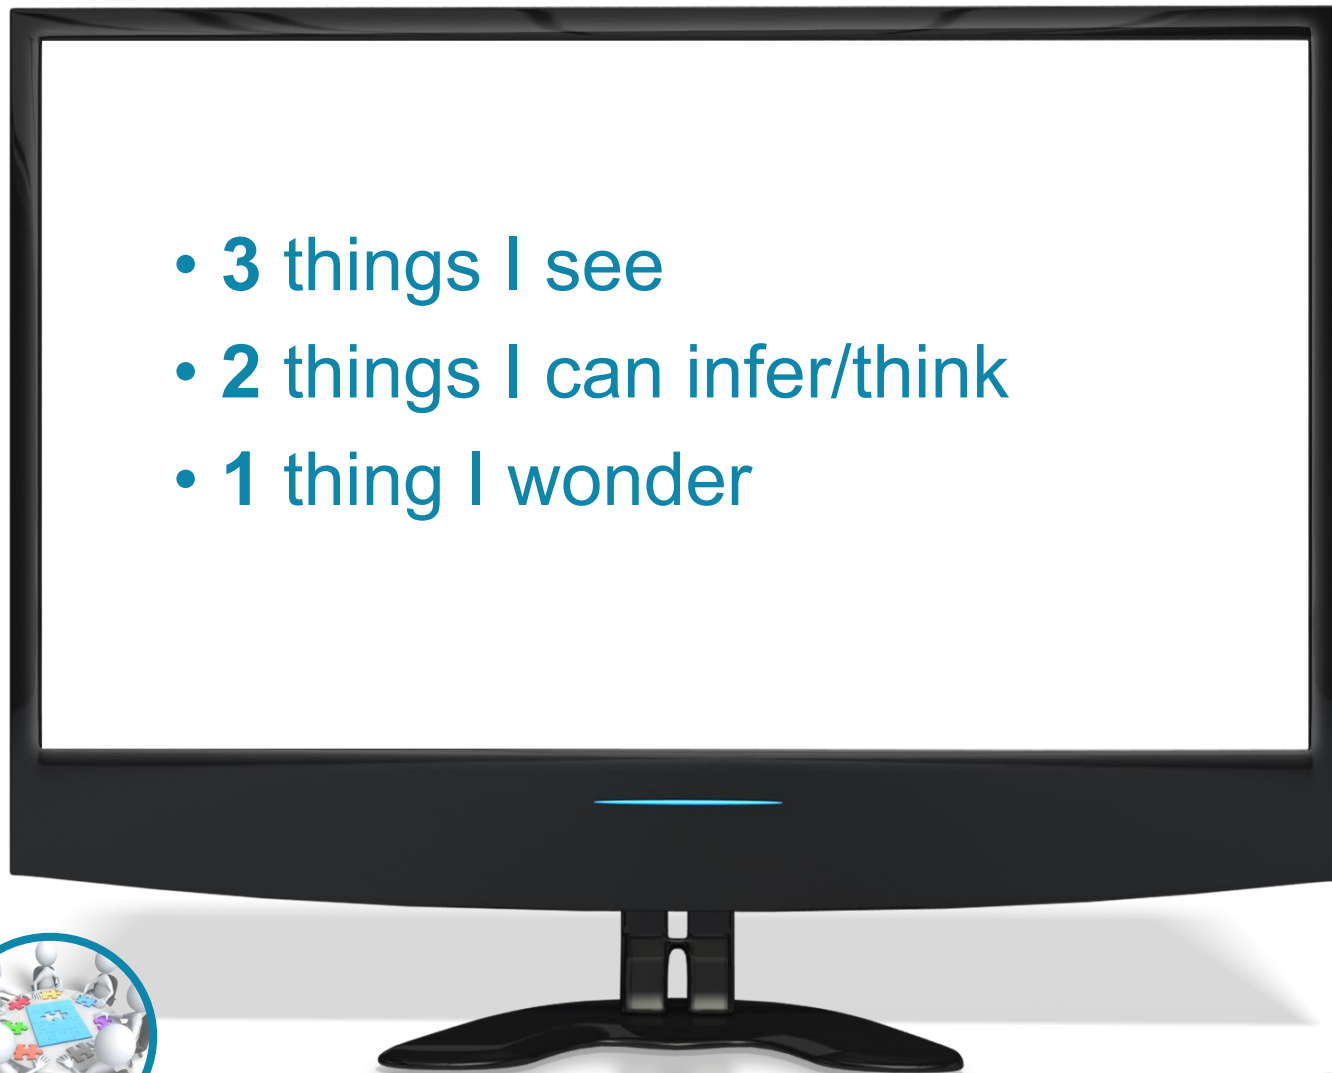 • 3 things I see
• 2 things I can infer/think
• 1 thing I wonder